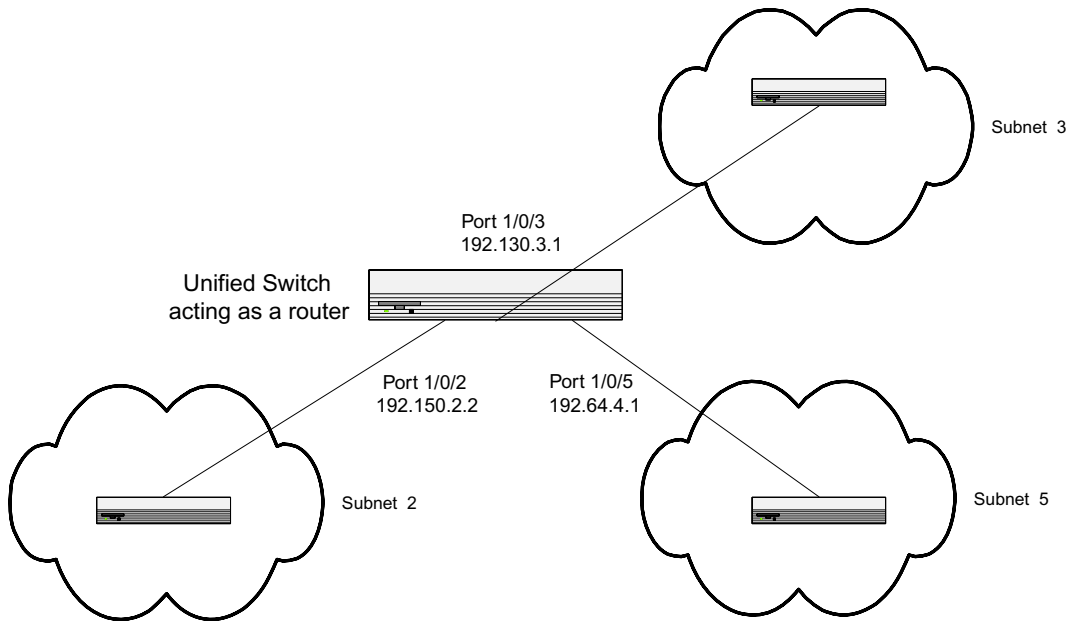 Subnet 3
Port 1/0/3
192.130.3.1
Unified Switch
acting as a router
Port 1/0/2
192.150.2.2
Port 1/0/5
192.64.4.1
Subnet 2
Subnet 5